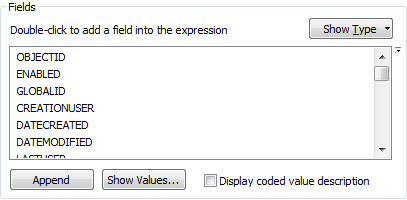 Fields
Double-click to add a field into the expression
Show Type
OBJECTID
ENABLED
GLOBALID
CREATIONUSER
DATECREATED
DATEMODIFIED
LASTUSER
Append
Show Values...
Display coded value description